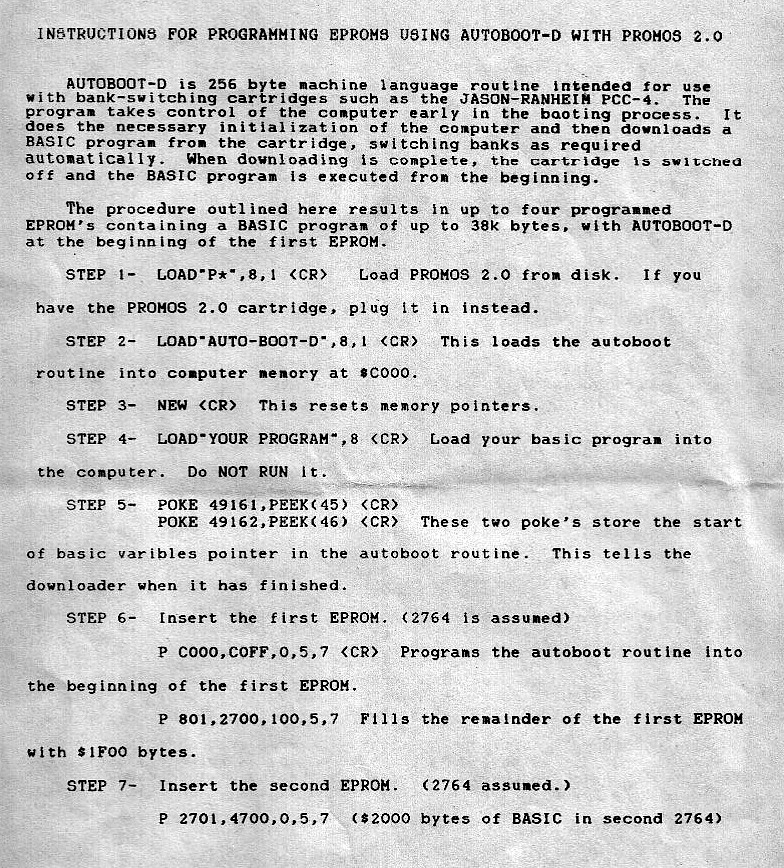 INSTRUCTIONS FOR PROGRAMMING EPROMS USING AUTOBOOT-D WITH PROMOS 2.0
AUTOBOOT-D is 256 byte machine language routine intended for use
with bank-switching cartridges such as the JASON-RANHEIM PCC-4. The
program takes control of the computer early in the booting process. It
does the necessary initialization of the computer and then downloads a
BASIC program from the cartridge, switching banks as required
automatically. When downloading is complete, the cartridge is switched
off and the BASIC program is executed from the beginning.
The procedure outlined here results in up to four programmed
EPROM's containing a BASIC program of up to 38k bytes, with AUTOBOOT-D
at the beginning of the first EPROM.
STEP 1- LOAD"P*",8,1 <CR> Load PROMOS 2.0 from disk. If you
have the PROMOS 2.0 cartridge, plug it in instead.
STEP 2- LOAD"AUTO-BOOT-D",8,1 <CR> This loads the autoboot
routine into computer memory at $C000.
STEP 3- NEW <CR> This resets memory pointers.
STEP 4- LOAD"YOUR PROGRAM",8 <CR> Load your basic program into
the computer. Do NOT RUN it.
STEP 5- POKE 49161,PEEK(45) <CR>
POKE 49162,PEEK(46) <CR> These two poke's store the start
of basic varibles pointer in the autoboot routine. This tells the
downloader when it has finished.
STEP 6- Insert the first EPROM. (2764 is assumed)
P C000,C0FF,0,5,7 <CR> Programs the autoboot routine into
the beginning of the first EPROM.
P 801,2700,100,5,7 Fills the remainder of the first EPROM
with $1F00 bytes.
STEP 7- Insert the second EPROM. (2764 assumed.)
P 2701,4700,0,5,7 ($2000 bytes of BASIC in second 2764)